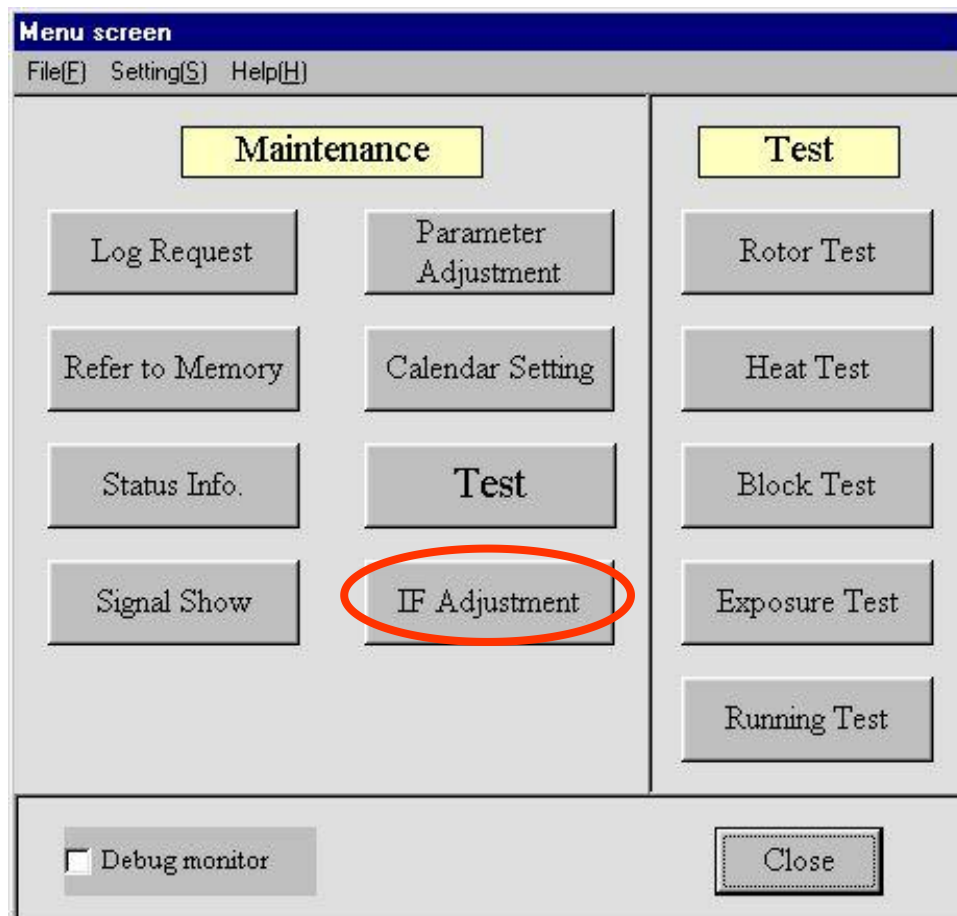 Menu screen
File(F) Setting(S) Help(H)
Maintenance
Test
Log Request
Parameter
Adjustment
Rotor Test
Refer to Memory
Calendar Setting
Heat Test
Status Info.
Test
Block Test
Signal Show
IF Adjustment
Exposure Test
Running Test
Debug monitor
Close